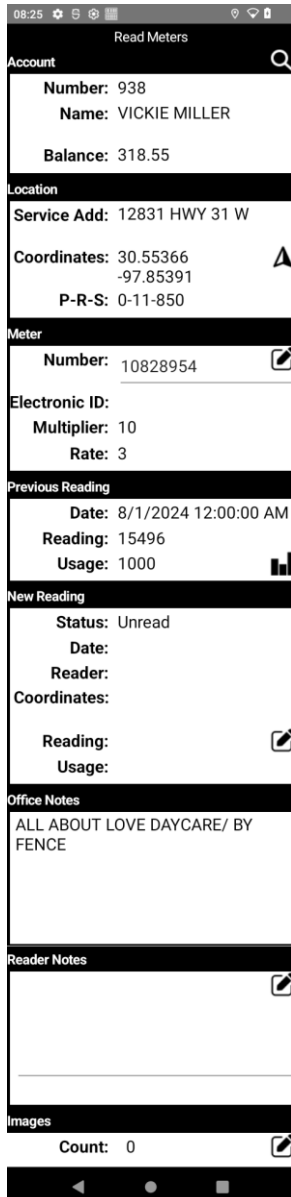 08:25
Read Meters
Account
Number: 938
Name: VICKIE MILLER
Balance: 318.55
Location
Service Add: 12831 HWY 31 W
Coordinates: 30.55366
-97.85391
P-R-S: 0-11-850
Meter
Number: 10828954
Electronic ID:
Multiplier: 10
Rate: 3
Previous Reading
Date: 8/1/2024 12:00:00 AM
Reading: 15496
Usage: 1000
New Reading
Status: Unread
Date:
Reader:
Coordinates:
Reading:
Usage:
Office Notes
ALL ABOUT LOVE DAYCARE/ BY
FENCE
Reader Notes
Images
Count: 0